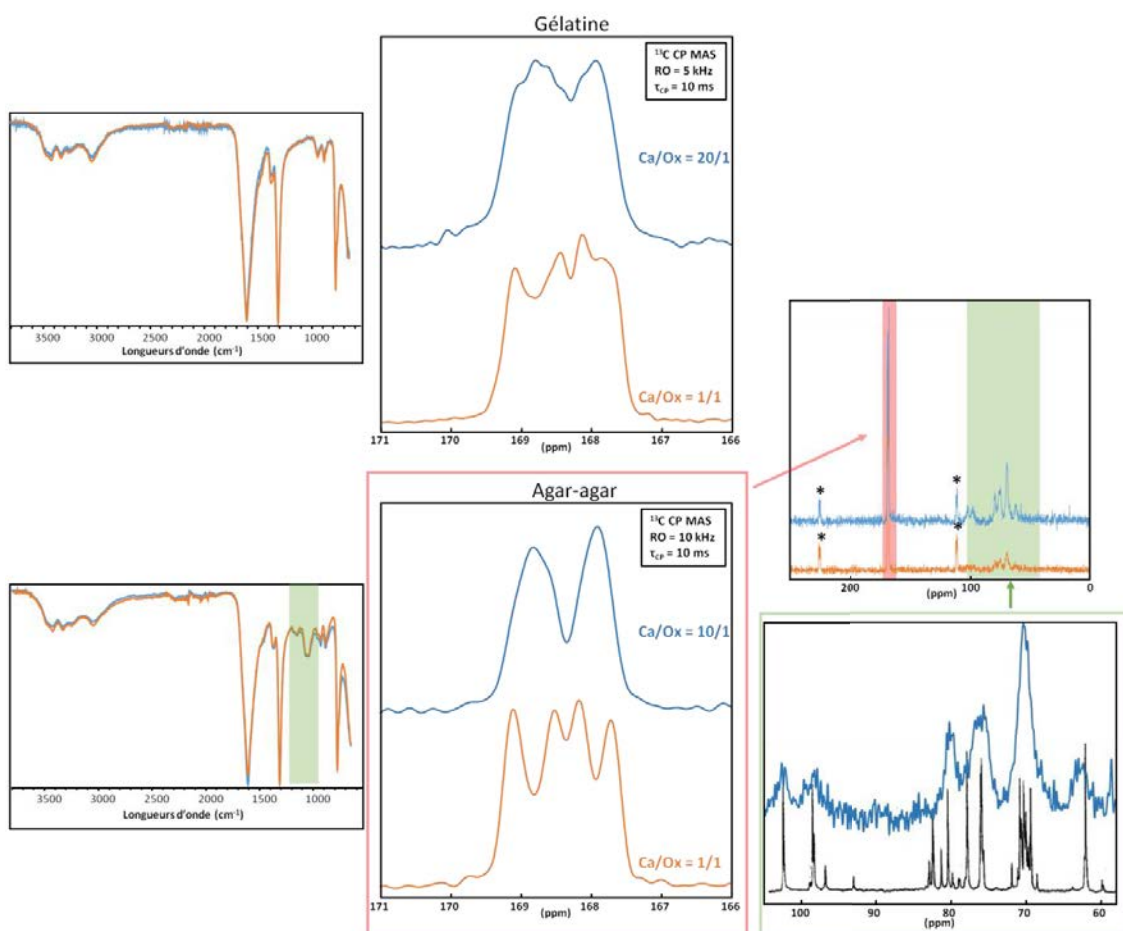 Gélatine
¹³C CP MAS
RO = 5 kHz
τCP = 10 ms
Ca/Ox = 20/1
Ca/Ox = 1/1
171 170 169 168 167 166
(ppm)
3500 3000 2500 2000 1500 1000
Longueurs d'onde (cm⁻¹)
Agar-agar
¹³C CP MAS
RO = 10 kHz
τCP = 10 ms
Ca/Ox = 10/1
Ca/Ox = 1/1
171 170 169 168 167 166
(ppm)
3500 3000 2500 2000 1500 1000
Longueurs d'onde (cm⁻¹)
* *
* *
200 100 0
(ppm) (ppm)
100 90 80 70 60
(ppm)